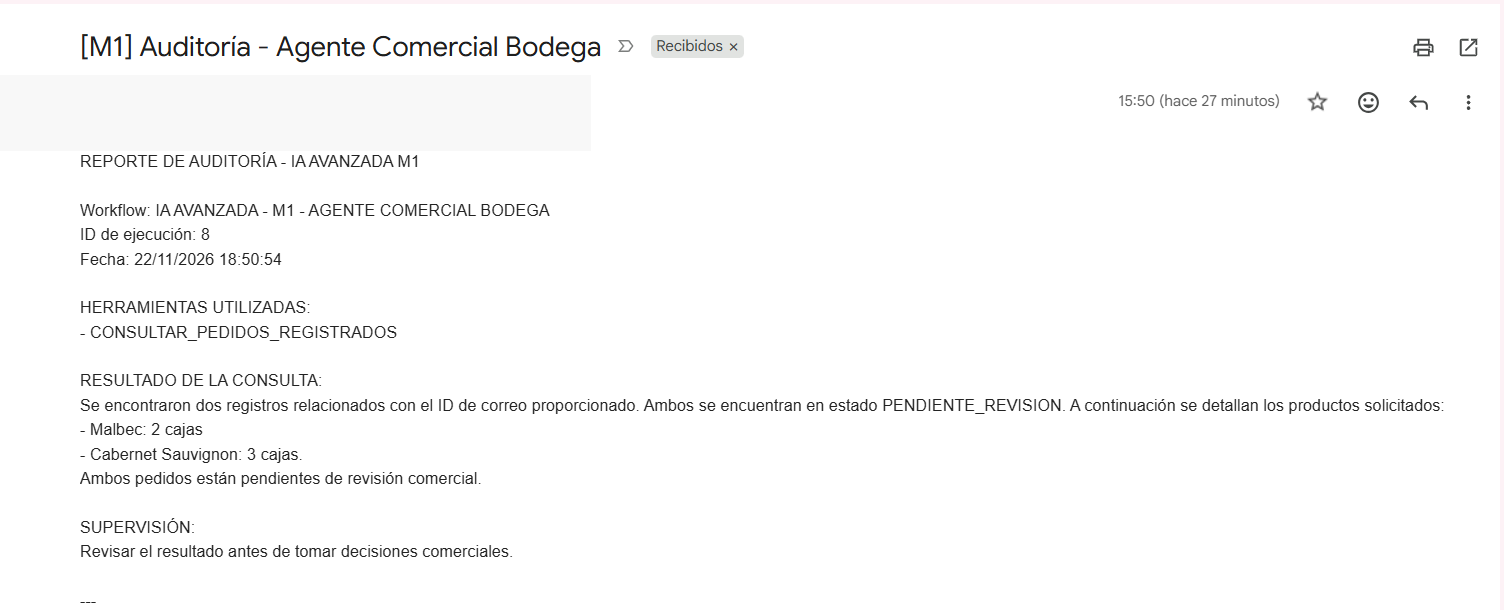 [M1] Auditoría - Agente Comercial Bodega
Recibidos ×
15:50 (hace 27 minutos)
REPORTE DE AUDITORÍA - IA AVANZADA M1
Workflow: IA AVANZADA - M1 - AGENTE COMERCIAL BODEGA
ID de ejecución: 8
Fecha: 22/11/2026 18:50:54
HERRAMIENTAS UTILIZADAS:
- CONSULTAR_PEDIDOS_REGISTRADOS
RESULTADO DE LA CONSULTA:
Se encontraron dos registros relacionados con el ID de correo proporcionado. Ambos se encuentran en estado PENDIENTE_REVISION. A continuación se detallan los productos solicitados:
- Malbec: 2 cajas
- Cabernet Sauvignon: 3 cajas.
Ambos pedidos están pendientes de revisión comercial.
SUPERVISIÓN:
Revisar el resultado antes de tomar decisiones comerciales.
---